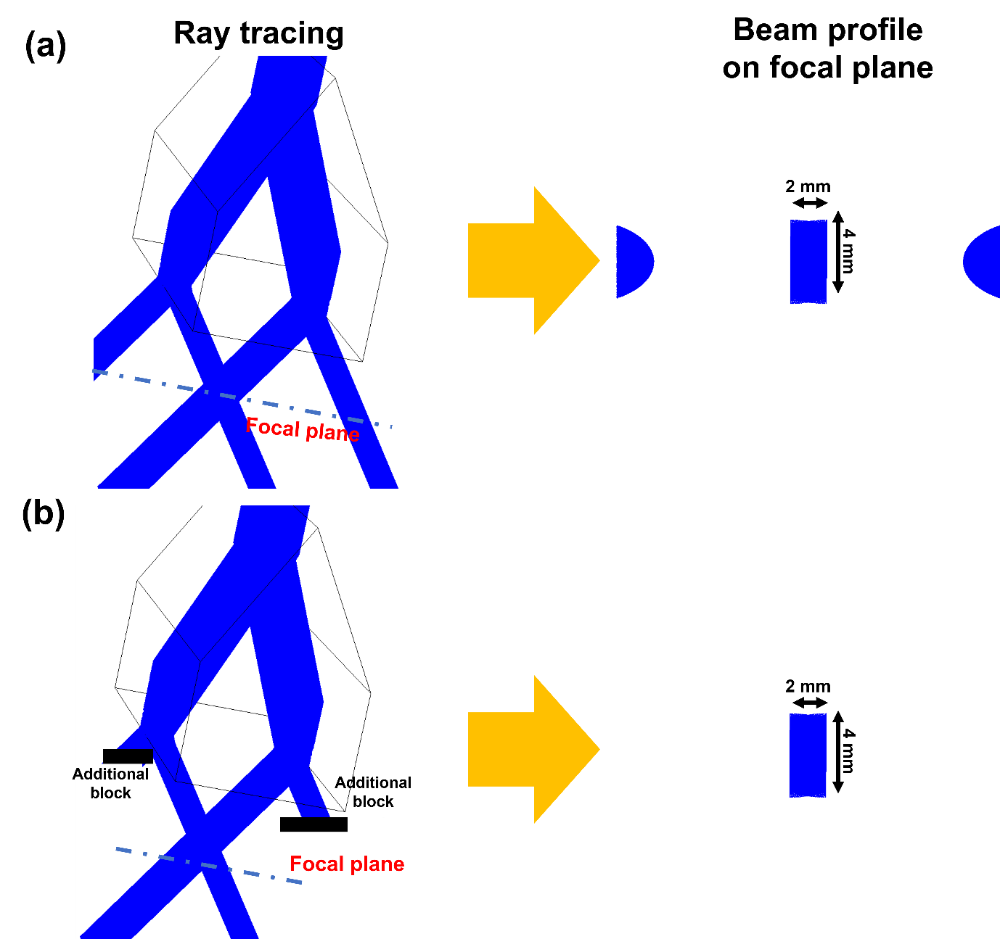 (a)
Ray tracing
Beam profile
on focal plane
2 mm
4 mm
Focal plane
(b)
2 mm
4 mm
Additional
block
Additional
block
Focal plane